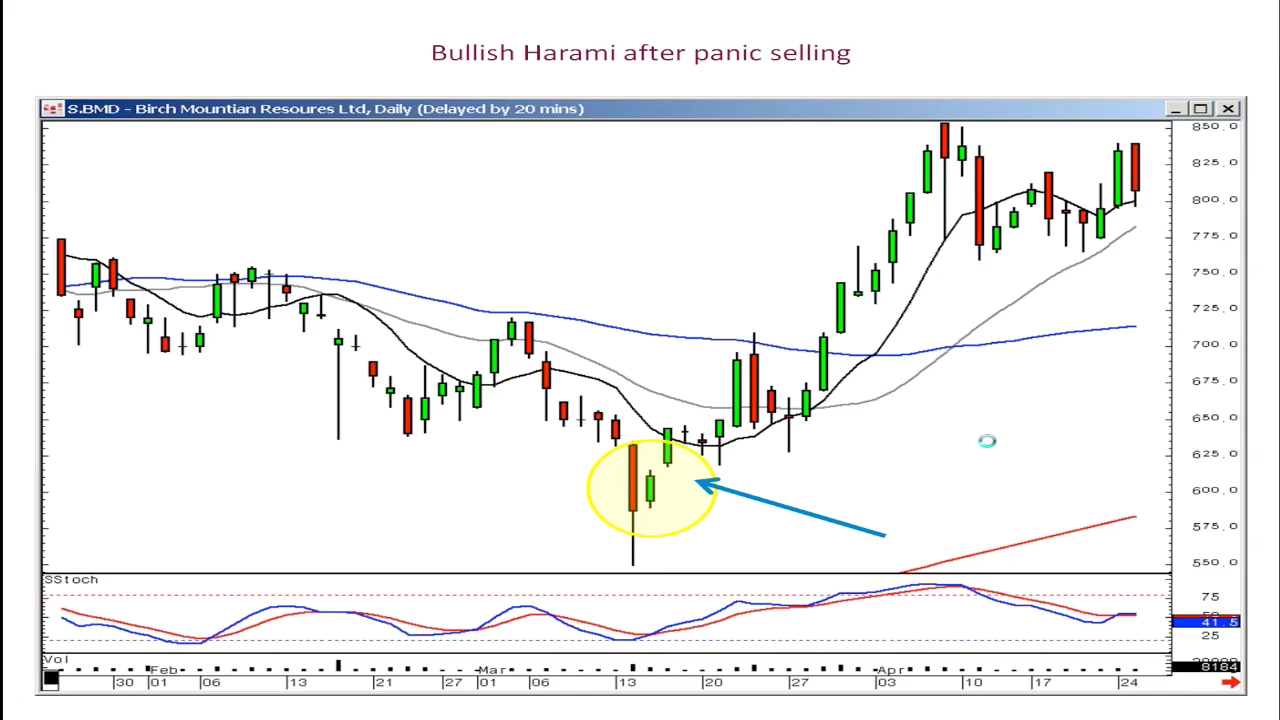 Bullish Harami after panic selling
S.BMD - Birch Mountian Resoures Ltd, Daily (Delayed by 20 mins)
850.0
825.0
800.0
775.0
750.0
725.0
700.0
675.0
650.0
625.0
600.0
575.0
550.0
SStoch
75
41.5
25
Vol
8184
Feb Mar Apr
30 01 06 13 21 27 01 06 13 20 27 03 10 17 24